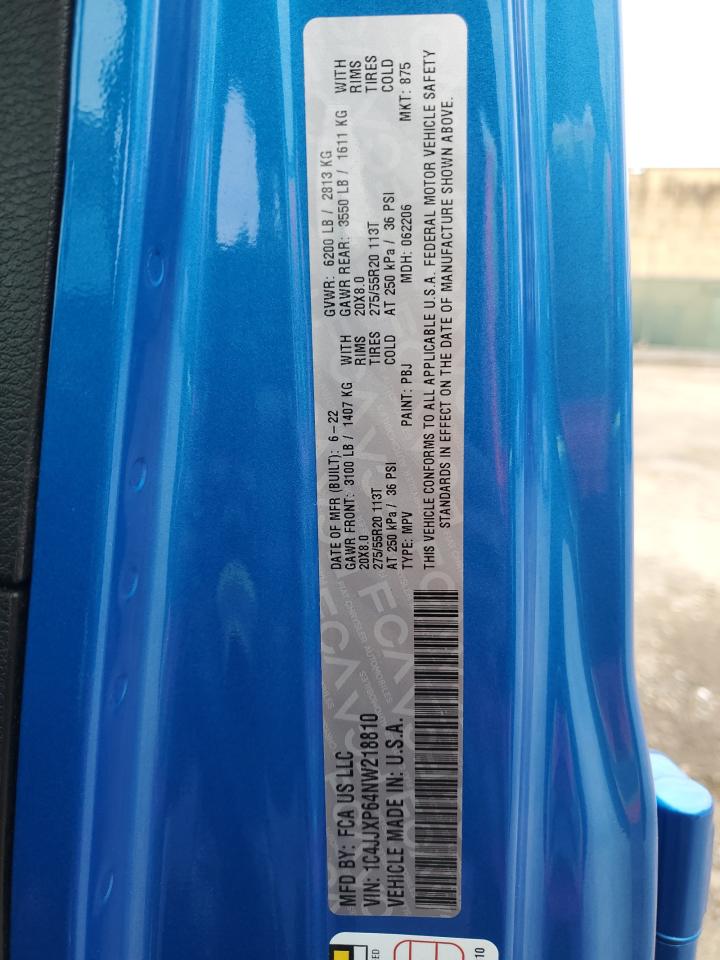 MFD BY: FCA US LLC
VIN: 1C4JJXP64NW218810
VEHICLE MADE IN: U.S.A.
DATE OF MFR (BUILT): 6-22 GVWR: 6200 LB / 2813 KG
GAWR FRONT: 3100 LB / 1407 KG WITH GAWR REAR: 3550 LB / 1611 KG WITH
20X8.0 RIMS 20X8.0 RIMS
275/55R20 113T TIRES 275/55R20 113T TIRES
AT 250 kPa / 36 PSI COLD AT 250 kPa / 36 PSI COLD
TYPE: MPV PAINT: PBJ MDH: 062206 MKT: 875
THIS VEHICLE CONFORMS TO ALL APPLICABLE U.S.A. FEDERAL MOTOR VEHICLE SAFETY
STANDARDS IN EFFECT ON THE DATE OF MANUFACTURE SHOWN ABOVE.